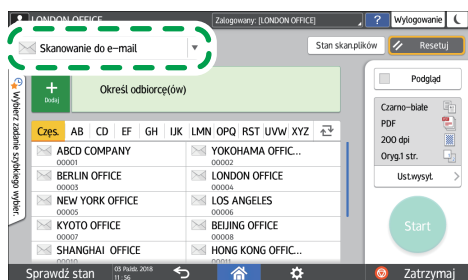 LONDON OFFICE
Zalogowany: [LONDON OFFICE]
?
Wylogowanie
Skanowanie do e-mail
Stan skan.plików
Resetuj
Wybierz zadanie szybkiego wybier.
+
Dodaj
Określ odbiorcę(ów)
Podgląd
Częs. AB CD EF GH IJK LMN OPQ RST UVW XYZ
ABCD COMPANY
00001
YOKOHAMA OFFIC...
00002
BERLIN OFFICE
00003
LONDON OFFICE
00004
NEW YORK OFFICE
00005
LOS ANGELES
00006
KYOTO OFFICE
00007
BEIJING OFFICE
00008
SHANGHAI OFFICE
00010
HONG KONG OFFIC...
00011
Czarno-białe
PDF
200 dpi
Oryg.1 str.
Ust.wysył.
Start
Sprawdź stan
03 Paźdz. 2018
11 : 56
Zatrzymaj